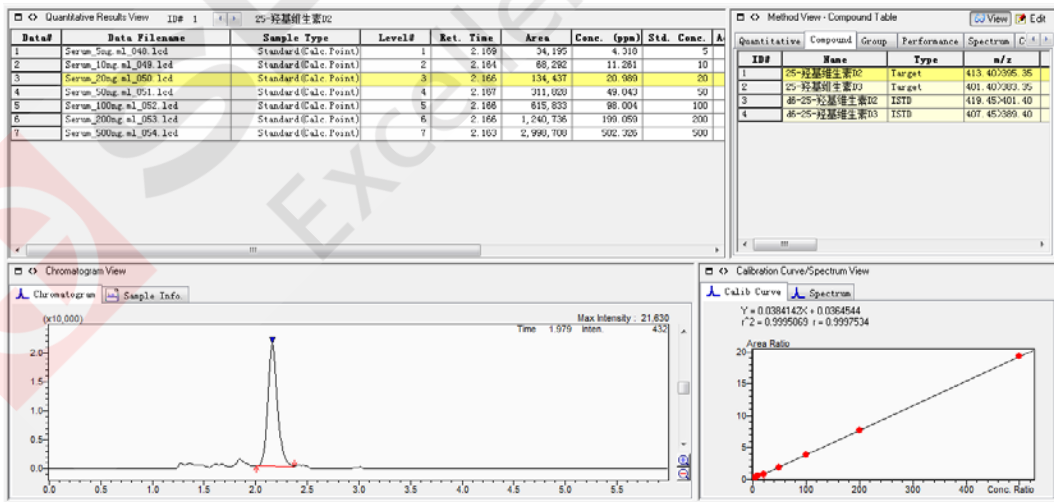 Quantitative Results View ID# 1 25-羟基维生素D2
Data# Data Filename Sample Type Level# Ret. Time Area Conc. (ppm) Std. Conc. A
1 Serum_5ng.ml_048.lcd Standard(Calc.Point) 1 2.169 34,195 4.318 5
2 Serum_10ng.ml_049.lcd Standard(Calc.Point) 2 2.164 68,292 11.261 10
3 Serum_20ng.ml_050.lcd Standard(Calc.Point) 3 2.166 134,437 20.989 20
4 Serum_50ng.ml_051.lcd Standard(Calc.Point) 4 2.167 311,828 49.043 50
5 Serum_100ng.ml_052.lcd Standard(Calc.Point) 5 2.166 615,833 98.004 100
6 Serum_200ng.ml_053.lcd Standard(Calc.Point) 6 2.166 1,240,736 199.059 200
7 Serum_500ng.ml_054.lcd Standard(Calc.Point) 7 2.163 2,998,708 502.326 500
Method View - Compound Table View Edit
Quantitative Compound Group Performance Spectrum C
ID# Name Type m/z
1 25-羟基维生素D2 Target 413.40>395.35
2 25-羟基维生素D3 Target 401.40>383.35
3 d6-25-羟基维生素D2 ISTD 419.45>401.40
4 d6-25-羟基维生素D3 ISTD 407.45>389.40
Chromatogram View
Chromatogram Sample Info.
(x10,000) Max Intensity : 21,630
Time 1.979 Inten. 432
2.0
1.5
1.0
0.5
0.0
0.0 0.5 1.0 1.5 2.0 2.5 3.0 3.5 4.0 4.5 5.0 5.5
Calibration Curve/Spectrum View
Calib Curve Spectrum
Y = 0.0384142X + 0.0364544
r^2 = 0.9995069 r = 0.9997534
Area Ratio
20
15
10
5
0
0 100 200 300 400 Conc. Ratio
Excelle